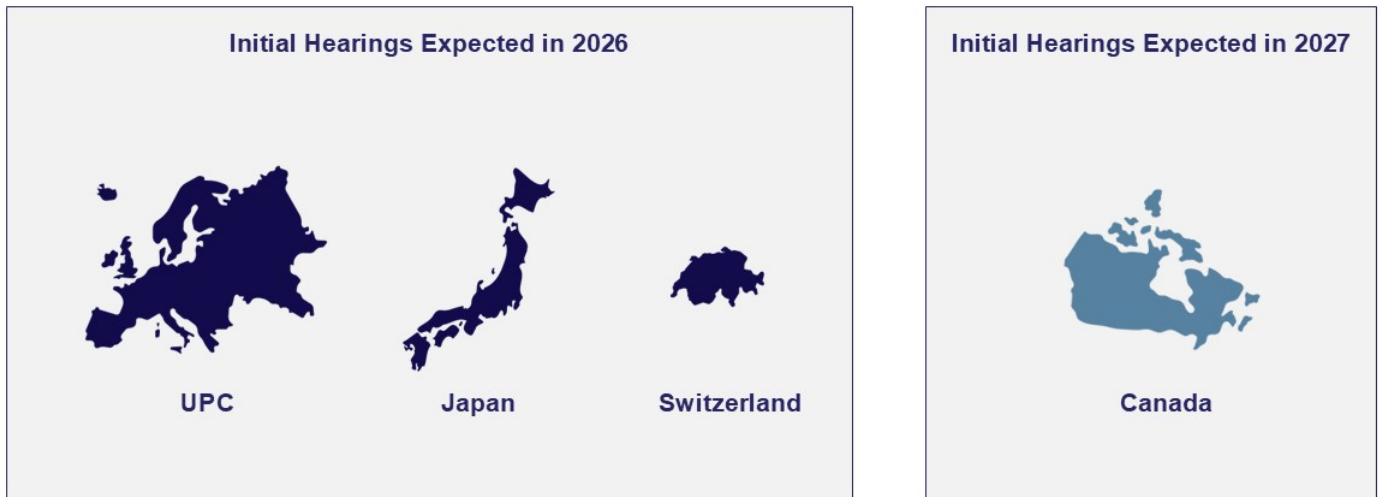 Initial Hearings Expected in 2026
UPC
Japan
Switzerland
Initial Hearings Expected in 2027
Canada